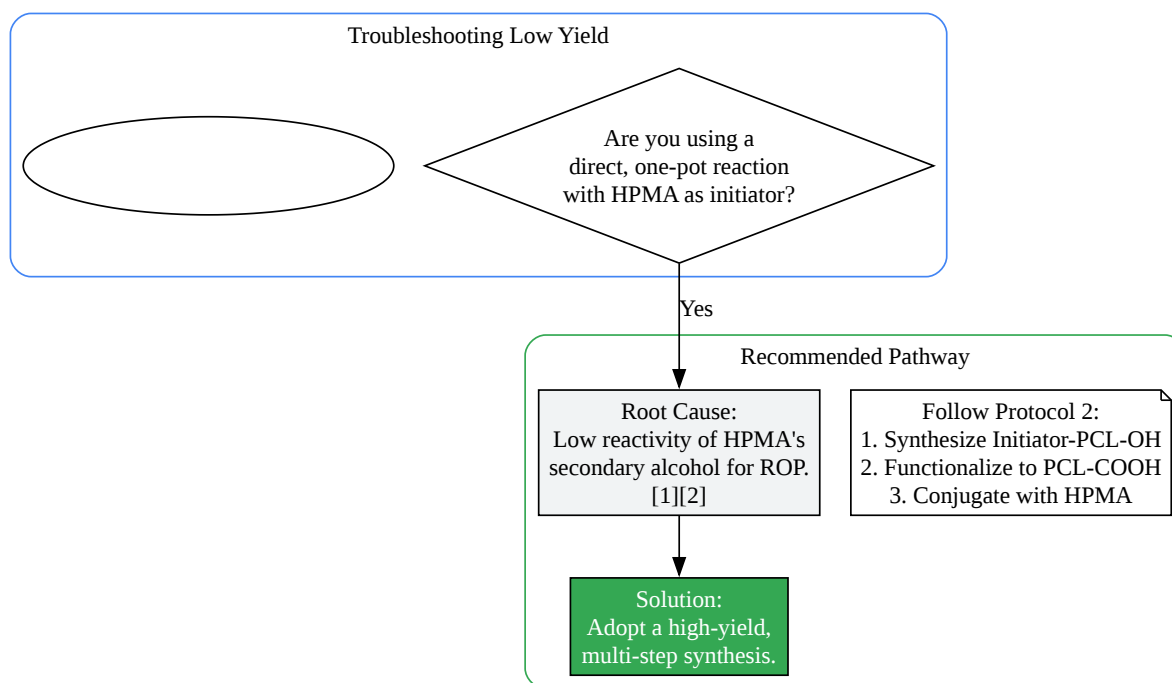 Troubleshooting Low Yield
Are you using a
direct, one-pot reaction
with HPMA as initiator?
Yes
Recommended Pathway
Root Cause:
Low reactivity of HPMA's
secondary alcohol for ROP.
[1][2]
Follow Protocol 2:
1. Synthesize Initiator-PCL-OH
2. Functionalize to PCL-COOH
3. Conjugate with HPMA
Solution:
Adopt a high-yield,
multi-step synthesis.